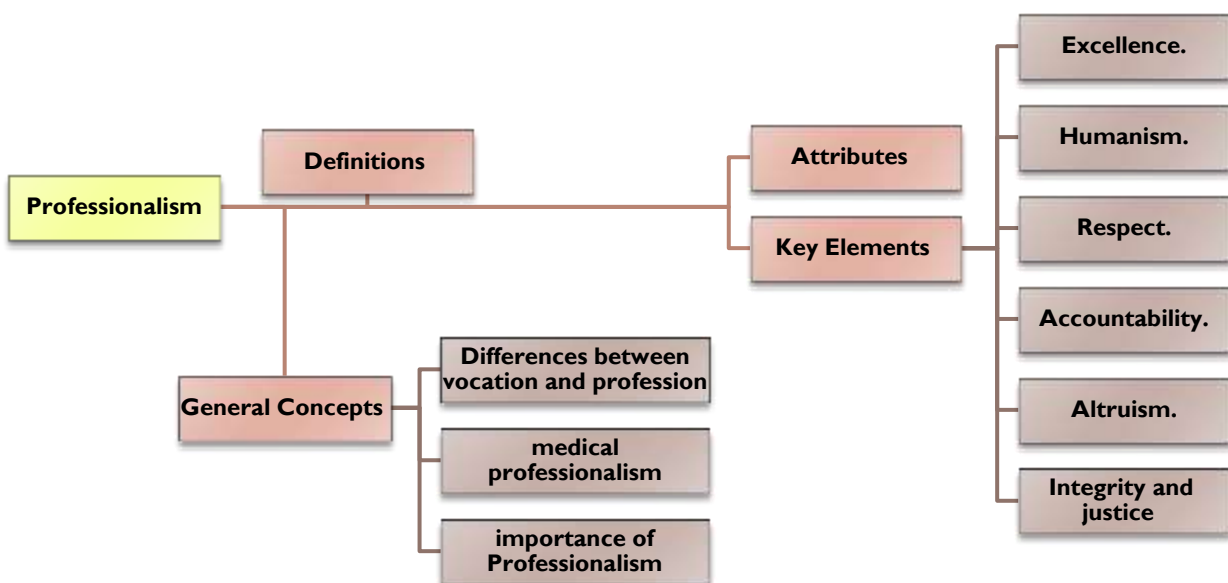 Professionalism
Definitions
General Concepts
Differences between
vocation and profession
medical
professionalism
importance of
Professionalism
Attributes
Key Elements
Excellence.
Humanism.
Respect.
Accountability.
Altruism.
Integrity and
justice